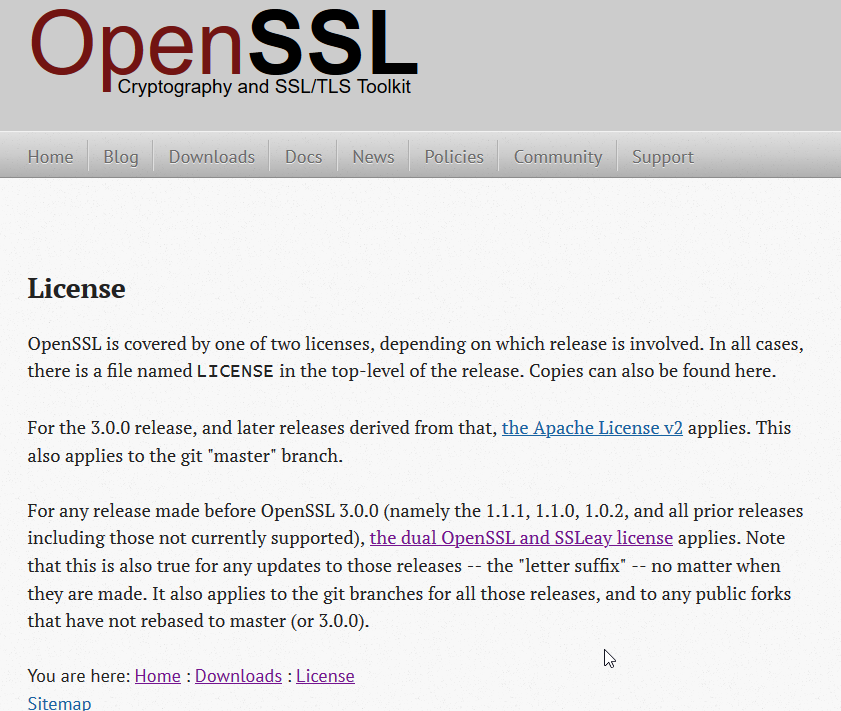 OpenSSL
Cryptography and SSL/TLS Toolkit
Home Blog Downloads Docs News Policies Community Support
License
OpenSSL is covered by one of two licenses, depending on which release is involved. In all cases,
there is a file named LICENSE in the top-level of the release. Copies can also be found here.
For the 3.0.0 release, and later releases derived from that, the Apache License v2 applies. This
also applies to the git "master" branch.
For any release made before OpenSSL 3.0.0 (namely the 1.1.1, 1.1.0, 1.0.2, and all prior releases
including those not currently supported), the dual OpenSSL and SSLeay license applies. Note
that this is also true for any updates to those releases -- the "letter suffix" -- no matter when
they are made. It also applies to the git branches for all those releases, and to any public forks
that have not rebased to master (or 3.0.0).
You are here: Home : Downloads : License
Sitemap